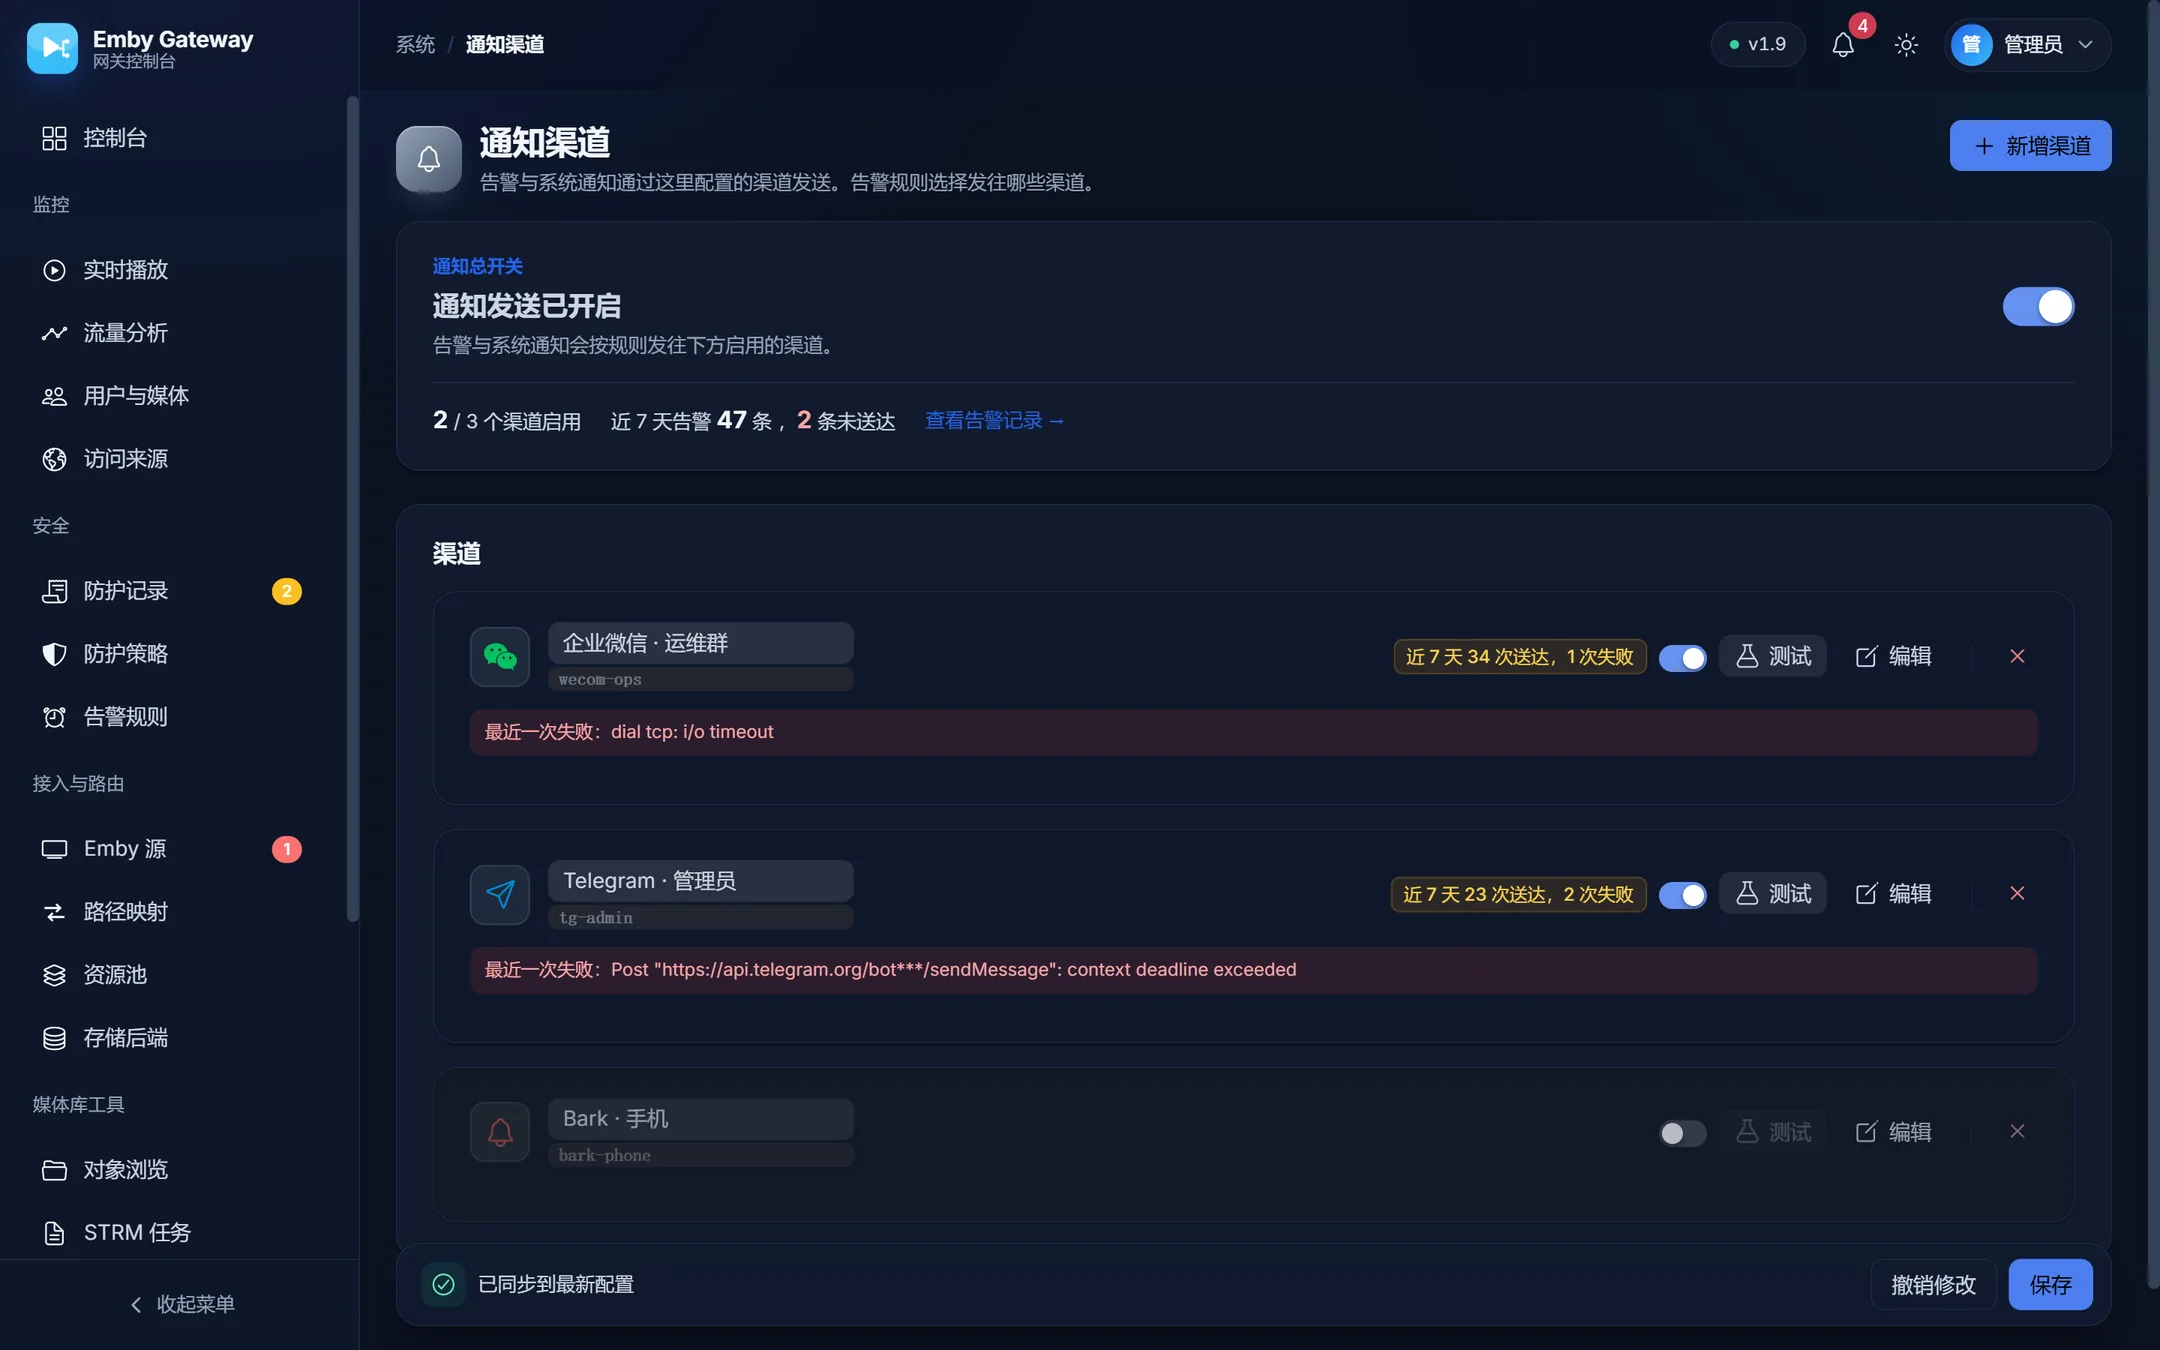 Emby Gateway
网关控制台
控制台
监控
实时播放
流量分析
用户与媒体
访问来源
安全
防护记录
2
防护策略
告警规则
接入与路由
Emby 源
1
路径映射
资源池
存储后端
媒体库工具
对象浏览
STRM 任务
收起菜单
系统 / 通知渠道
v1.9
4
管 管理员
通知渠道
告警与系统通知通过这里配置的渠道发送。告警规则选择发往哪些渠道。
新增渠道
通知总开关
通知发送已开启
告警与系统通知会按规则发往下方启用的渠道。
2 / 3 个渠道启用 近 7 天告警 47 条，2 条未送达 查看告警记录 →
渠道
企业微信 · 运维群
wecom-ops
近 7 天 34 次送达，1 次失败
测试
编辑
最近一次失败：dial tcp: i/o timeout
Telegram · 管理员
tg-admin
近 7 天 23 次送达，2 次失败
测试
编辑
最近一次失败：Post "https://api.telegram.org/bot***/sendMessage": context deadline exceeded
Bark · 手机
bark-phone
测试
编辑
已同步到最新配置
撤销修改
保存